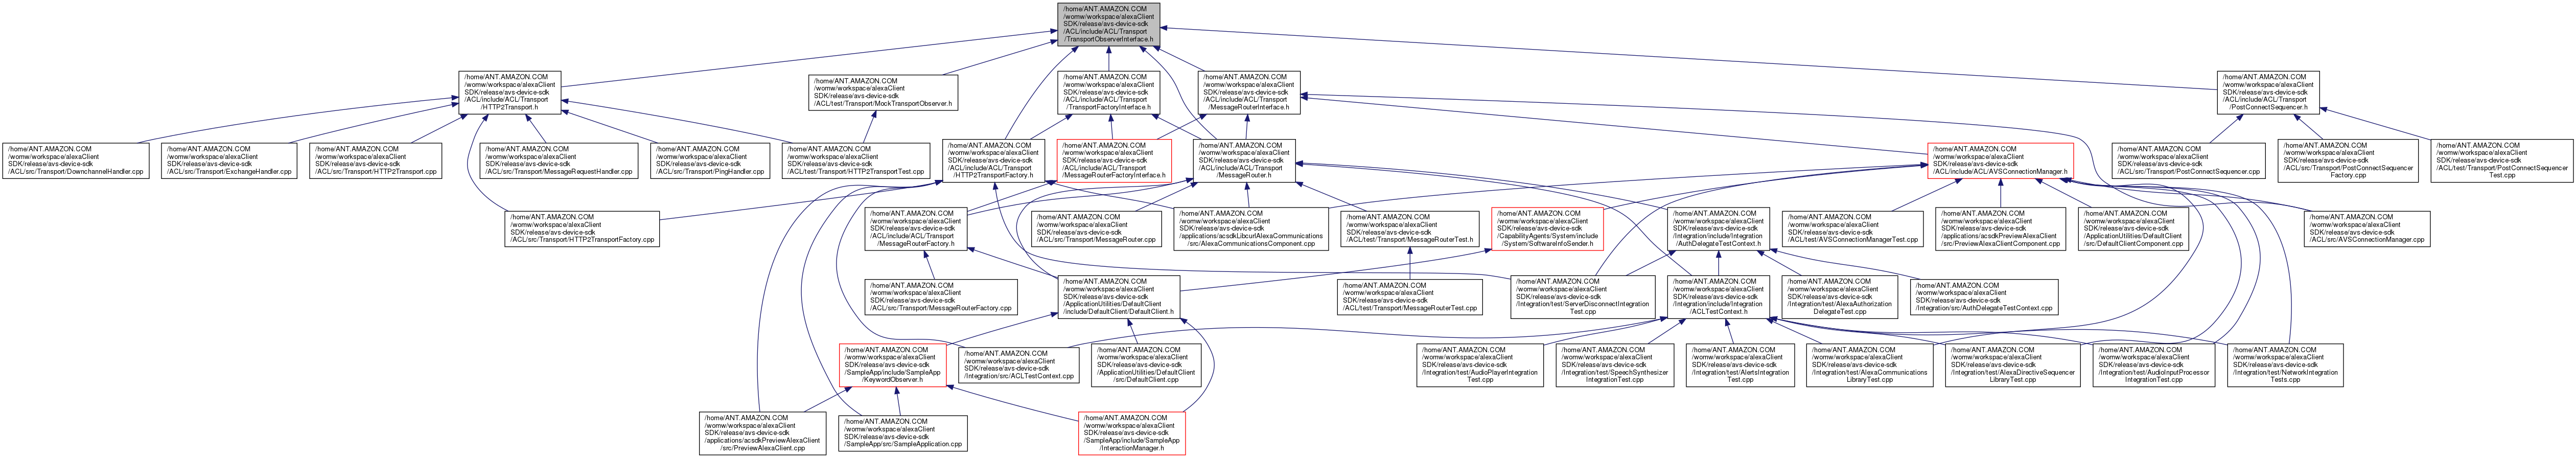 /home/ANT.AMAZON.COM
/womw/workspace/alexaClient
SDK/release/avs-device-sdk
/ACL/include/ACL/Transport
/TransportObserverInterface.h
/home/ANT.AMAZON.COM
/womw/workspace/alexaClient
SDK/release/avs-device-sdk
/ACL/include/ACL/Transport
/HTTP2Transport.h
/home/ANT.AMAZON.COM
/womw/workspace/alexaClient
SDK/release/avs-device-sdk
/ACL/test/Transport/MockTransportObserver.h
/home/ANT.AMAZON.COM
/womw/workspace/alexaClient
SDK/release/avs-device-sdk
/ACL/include/ACL/Transport
/TransportFactoryInterface.h
/home/ANT.AMAZON.COM
/womw/workspace/alexaClient
SDK/release/avs-device-sdk
/ACL/include/ACL/Transport
/MessageRouterInterface.h
/home/ANT.AMAZON.COM
/womw/workspace/alexaClient
SDK/release/avs-device-sdk
/ACL/include/ACL/Transport
/PostConnectSequencer.h
/home/ANT.AMAZON.COM
/womw/workspace/alexaClient
SDK/release/avs-device-sdk
/ACL/src/Transport/DownchannelHandler.cpp
/home/ANT.AMAZON.COM
/womw/workspace/alexaClient
SDK/release/avs-device-sdk
/ACL/src/Transport/ExchangeHandler.cpp
/home/ANT.AMAZON.COM
/womw/workspace/alexaClient
SDK/release/avs-device-sdk
/ACL/src/Transport/HTTP2Transport.cpp
/home/ANT.AMAZON.COM
/womw/workspace/alexaClient
SDK/release/avs-device-sdk
/ACL/src/Transport/MessageRequestHandler.cpp
/home/ANT.AMAZON.COM
/womw/workspace/alexaClient
SDK/release/avs-device-sdk
/ACL/src/Transport/PingHandler.cpp
/home/ANT.AMAZON.COM
/womw/workspace/alexaClient
SDK/release/avs-device-sdk
/ACL/test/Transport/HTTP2TransportTest.cpp
/home/ANT.AMAZON.COM
/womw/workspace/alexaClient
SDK/release/avs-device-sdk
/ACL/include/ACL/Transport
/HTTP2TransportFactory.h
/home/ANT.AMAZON.COM
/womw/workspace/alexaClient
SDK/release/avs-device-sdk
/ACL/include/ACL/Transport
/MessageRouterFactoryInterface.h
/home/ANT.AMAZON.COM
/womw/workspace/alexaClient
SDK/release/avs-device-sdk
/ACL/include/ACL/Transport
/MessageRouter.h
/home/ANT.AMAZON.COM
/womw/workspace/alexaClient
SDK/release/avs-device-sdk
/ACL/include/ACL/AVSConnectionManager.h
/home/ANT.AMAZON.COM
/womw/workspace/alexaClient
SDK/release/avs-device-sdk
/ACL/src/Transport/PostConnectSequencer.cpp
/home/ANT.AMAZON.COM
/womw/workspace/alexaClient
SDK/release/avs-device-sdk
/ACL/src/Transport/PostConnectSequencer
Factory.cpp
/home/ANT.AMAZON.COM
/womw/workspace/alexaClient
SDK/release/avs-device-sdk
/ACL/test/Transport/PostConnectSequencer
Test.cpp
/home/ANT.AMAZON.COM
/womw/workspace/alexaClient
SDK/release/avs-device-sdk
/ACL/src/Transport/HTTP2TransportFactory.cpp
/home/ANT.AMAZON.COM
/womw/workspace/alexaClient
SDK/release/avs-device-sdk
/ACL/include/ACL/Transport
/MessageRouterFactory.h
/home/ANT.AMAZON.COM
/womw/workspace/alexaClient
SDK/release/avs-device-sdk
/ACL/src/Transport/MessageRouter.cpp
/home/ANT.AMAZON.COM
/womw/workspace/alexaClient
SDK/release/avs-device-sdk
/applications/acsdkLibcurlAlexaCommunications
/src/AlexaCommunicationsComponent.cpp
/home/ANT.AMAZON.COM
/womw/workspace/alexaClient
SDK/release/avs-device-sdk
/ACL/test/Transport/MessageRouterTest.h
/home/ANT.AMAZON.COM
/womw/workspace/alexaClient
SDK/release/avs-device-sdk
/CapabilityAgents/System/include
/System/SoftwareInfoSender.h
/home/ANT.AMAZON.COM
/womw/workspace/alexaClient
SDK/release/avs-device-sdk
/Integration/include/Integration
/AuthDelegateTestContext.h
/home/ANT.AMAZON.COM
/womw/workspace/alexaClient
SDK/release/avs-device-sdk
/ACL/test/AVSConnectionManagerTest.cpp
/home/ANT.AMAZON.COM
/womw/workspace/alexaClient
SDK/release/avs-device-sdk
/applications/acsdkPreviewAlexaClient
/src/PreviewAlexaClientComponent.cpp
/home/ANT.AMAZON.COM
/womw/workspace/alexaClient
SDK/release/avs-device-sdk
/ApplicationUtilities/DefaultClient
/src/DefaultClientComponent.cpp
/home/ANT.AMAZON.COM
/womw/workspace/alexaClient
SDK/release/avs-device-sdk
/ACL/src/AVSConnectionManager.cpp
/home/ANT.AMAZON.COM
/womw/workspace/alexaClient
SDK/release/avs-device-sdk
/ACL/src/Transport/MessageRouterFactory.cpp
/home/ANT.AMAZON.COM
/womw/workspace/alexaClient
SDK/release/avs-device-sdk
/ApplicationUtilities/DefaultClient
/include/DefaultClient/DefaultClient.h
/home/ANT.AMAZON.COM
/womw/workspace/alexaClient
SDK/release/avs-device-sdk
/ACL/test/Transport/MessageRouterTest.cpp
/home/ANT.AMAZON.COM
/womw/workspace/alexaClient
SDK/release/avs-device-sdk
/Integration/test/ServerDisconnectIntegration
Test.cpp
/home/ANT.AMAZON.COM
/womw/workspace/alexaClient
SDK/release/avs-device-sdk
/Integration/include/Integration
/ACLTestContext.h
/home/ANT.AMAZON.COM
/womw/workspace/alexaClient
SDK/release/avs-device-sdk
/Integration/test/AlexaAuthorization
DelegateTest.cpp
/home/ANT.AMAZON.COM
/womw/workspace/alexaClient
SDK/release/avs-device-sdk
/Integration/src/AuthDelegateTestContext.cpp
/home/ANT.AMAZON.COM
/womw/workspace/alexaClient
SDK/release/avs-device-sdk
/SampleApp/include/SampleApp
/KeywordObserver.h
/home/ANT.AMAZON.COM
/womw/workspace/alexaClient
SDK/release/avs-device-sdk
/Integration/src/ACLTestContext.cpp
/home/ANT.AMAZON.COM
/womw/workspace/alexaClient
SDK/release/avs-device-sdk
/ApplicationUtilities/DefaultClient
/src/DefaultClient.cpp
/home/ANT.AMAZON.COM
/womw/workspace/alexaClient
SDK/release/avs-device-sdk
/Integration/test/AudioPlayerIntegration
Test.cpp
/home/ANT.AMAZON.COM
/womw/workspace/alexaClient
SDK/release/avs-device-sdk
/Integration/test/SpeechSynthesizer
IntegrationTest.cpp
/home/ANT.AMAZON.COM
/womw/workspace/alexaClient
SDK/release/avs-device-sdk
/Integration/test/AlertsIntegration
Test.cpp
/home/ANT.AMAZON.COM
/womw/workspace/alexaClient
SDK/release/avs-device-sdk
/Integration/test/AlexaCommunications
LibraryTest.cpp
/home/ANT.AMAZON.COM
/womw/workspace/alexaClient
SDK/release/avs-device-sdk
/Integration/test/AlexaDirectiveSequencer
LibraryTest.cpp
/home/ANT.AMAZON.COM
/womw/workspace/alexaClient
SDK/release/avs-device-sdk
/Integration/test/AudioInputProcessor
IntegrationTest.cpp
/home/ANT.AMAZON.COM
/womw/workspace/alexaClient
SDK/release/avs-device-sdk
/Integration/test/NetworkIntegration
Tests.cpp
/home/ANT.AMAZON.COM
/womw/workspace/alexaClient
SDK/release/avs-device-sdk
/applications/acsdkPreviewAlexaClient
/src/PreviewAlexaClient.cpp
/home/ANT.AMAZON.COM
/womw/workspace/alexaClient
SDK/release/avs-device-sdk
/SampleApp/src/SampleApplication.cpp
/home/ANT.AMAZON.COM
/womw/workspace/alexaClient
SDK/release/avs-device-sdk
/SampleApp/include/SampleApp
/InteractionManager.h